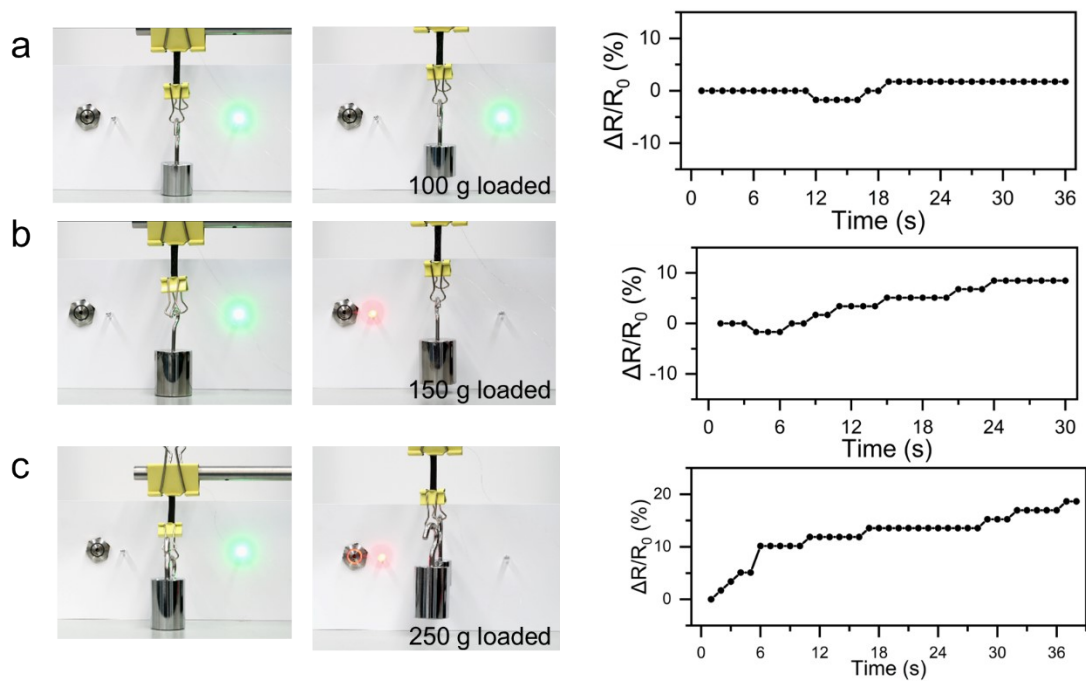 a
100 g loaded
10
0
-10
ΔR/R₀ (%)
0 6 12 18 24 30 36
Time (s)
b
150 g loaded
10
0
-10
ΔR/R₀ (%)
0 6 12 18 24 30
Time (s)
c
250 g loaded
20
10
0
ΔR/R₀ (%)
0 6 12 18 24 30 36
Time (s)